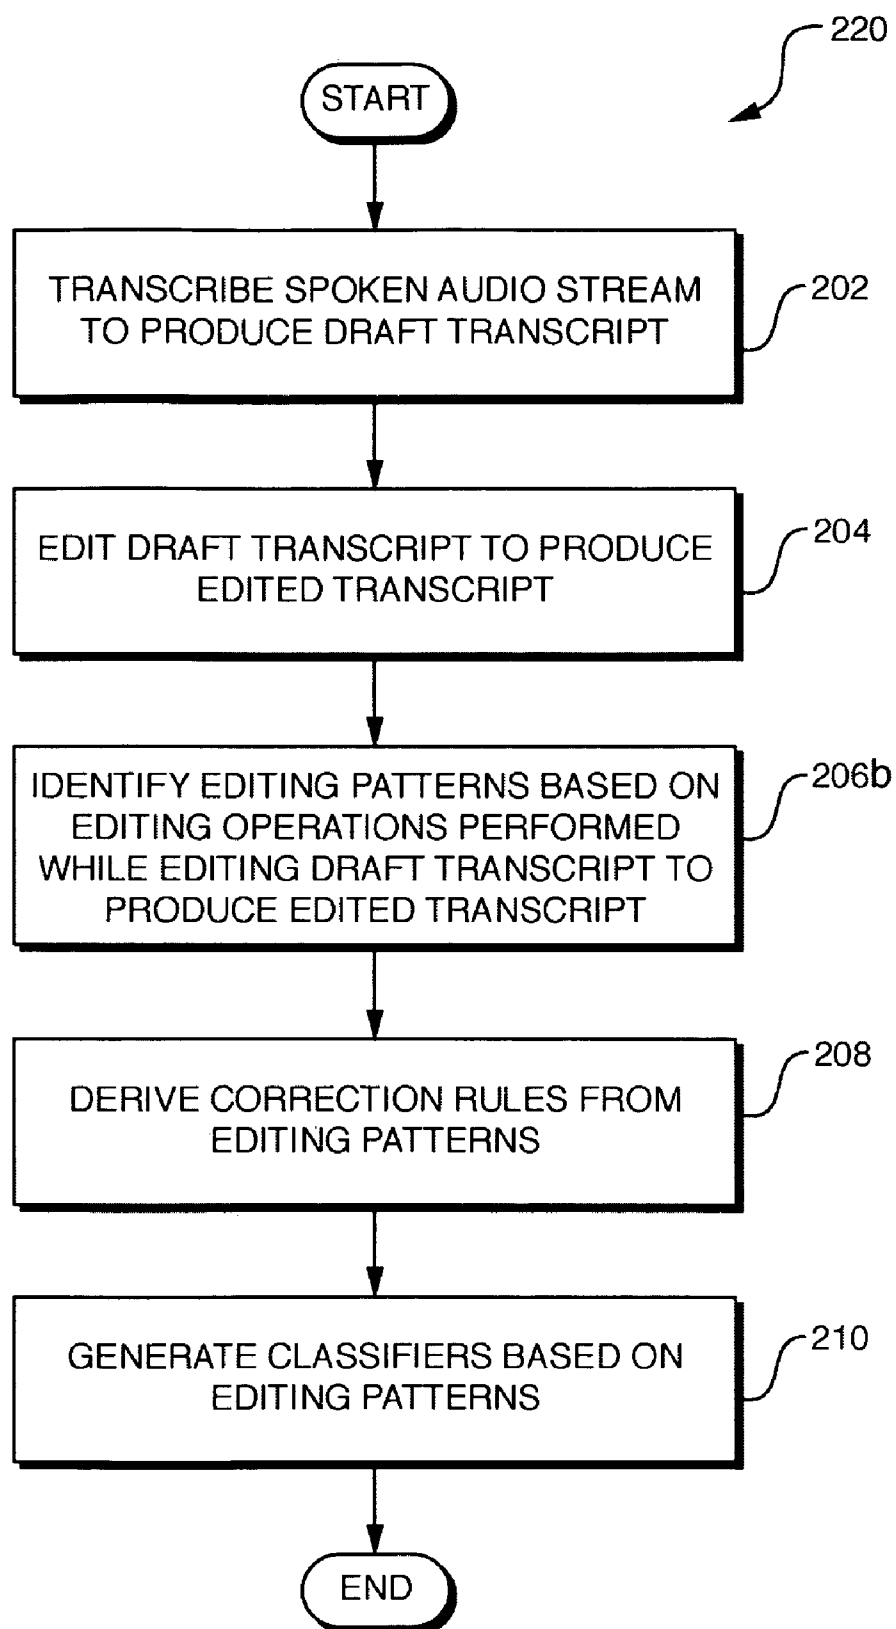 220
START
TRANSCRIBE SPOKEN AUDIO STREAM
TO PRODUCE DRAFT TRANSCRIPT
202
EDIT DRAFT TRANSCRIPT TO PRODUCE
EDITED TRANSCRIPT
204
IDENTIFY EDITING PATTERNS BASED ON
EDITING OPERATIONS PERFORMED
WHILE EDITING DRAFT TRANSCRIPT TO
PRODUCE EDITED TRANSCRIPT
206b
DERIVE CORRECTION RULES FROM
EDITING PATTERNS
208
GENERATE CLASSIFIERS BASED ON
EDITING PATTERNS
210
END